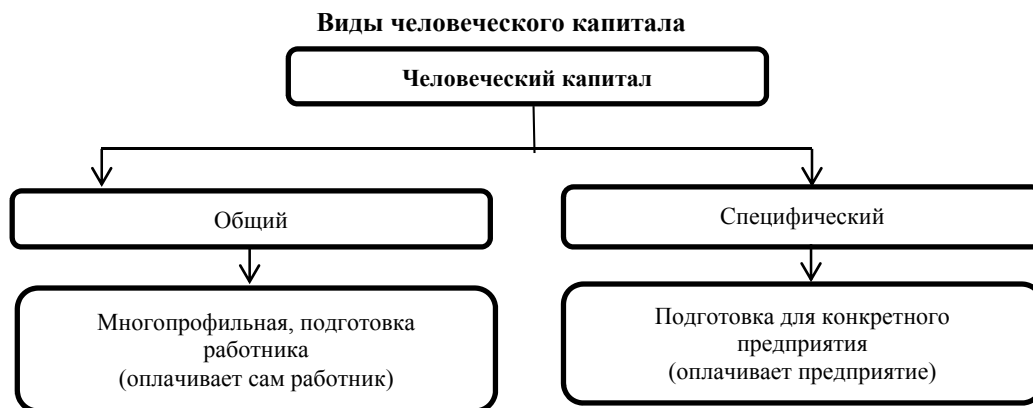 Виды человеческого капитала
Человеческий капитал
Общий
Специфический
Многопрофильная, подготовка
работника
(оплачивает сам работник)
Подготовка для конкретного
предприятия
(оплачивает предприятие)